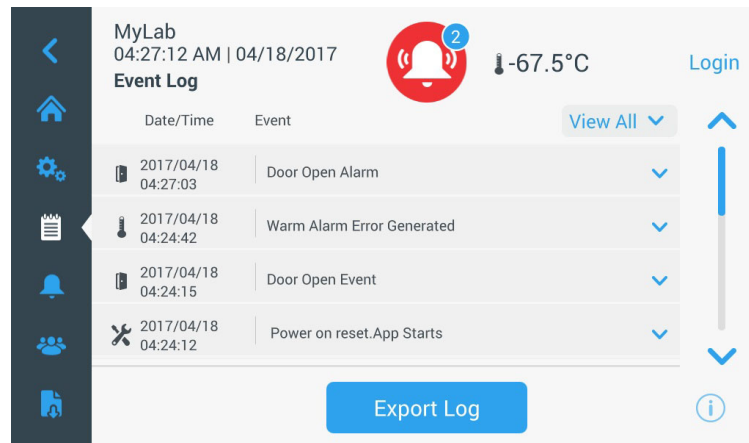 MyLab
04:27:12 AM | 04/18/2017
Event Log
2
-67.5°C
Login
Date/Time Event
View All
2017/04/18
04:27:03
Door Open Alarm
2017/04/18
04:24:42
Warm Alarm Error Generated
2017/04/18
04:24:15
Door Open Event
2017/04/18
04:24:12
Power on reset.App Starts
Export Log
i